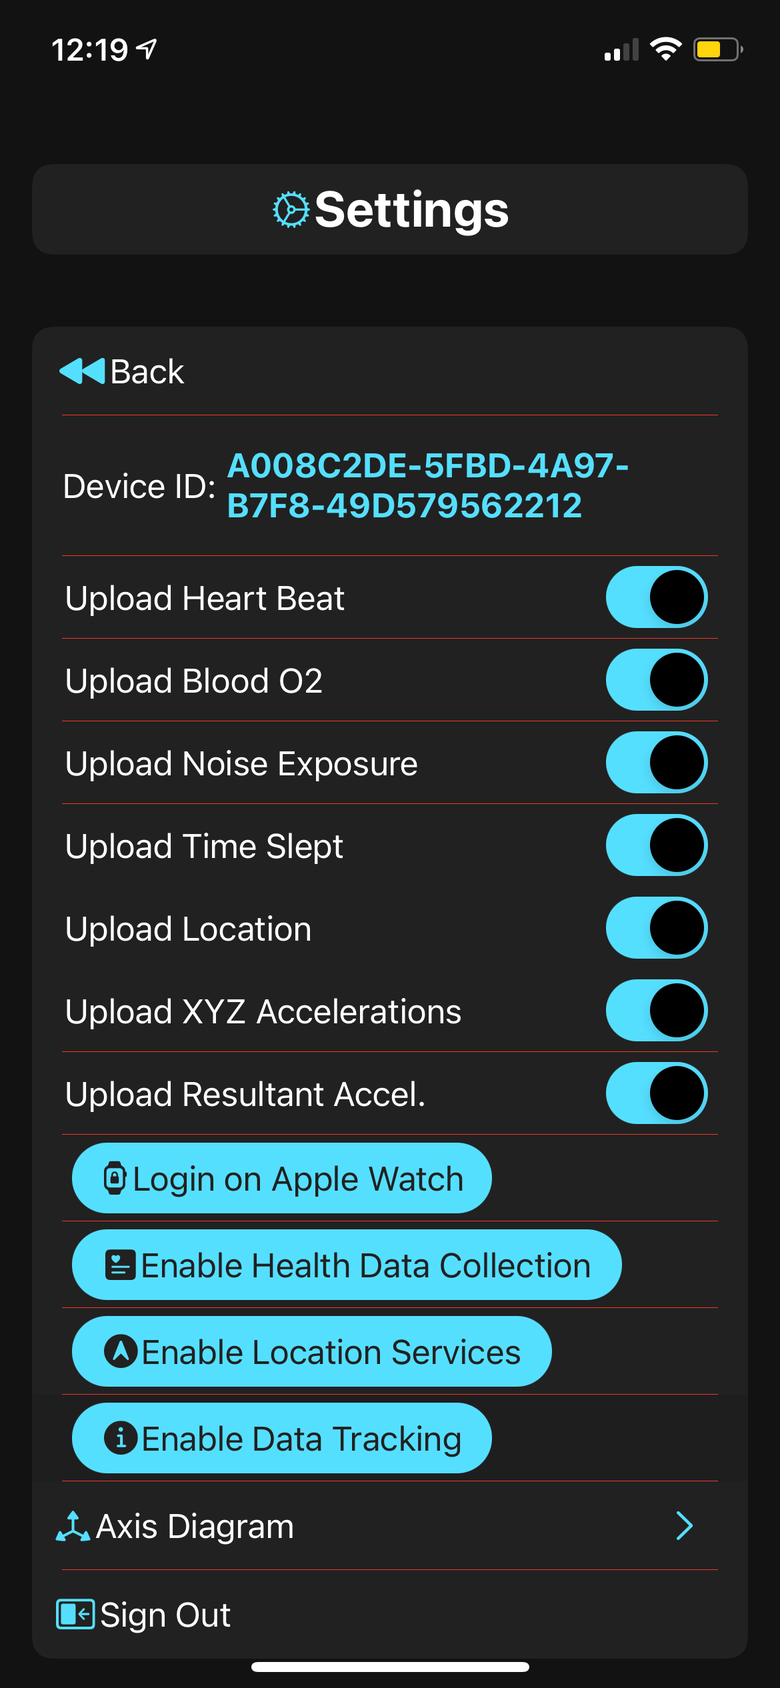 12:19
Settings
Back
Device ID:
A008C2DE-5FBD-4A97-
B7F8-49D579562212
Upload Heart Beat
Upload Blood O2
Upload Noise Exposure
Upload Time Slept
Upload Location
Upload XYZ Accelerations
Upload Resultant Accel.
Login on Apple Watch
Enable Health Data Collection
Enable Location Services
Enable Data Tracking
Axis Diagram
Sign Out